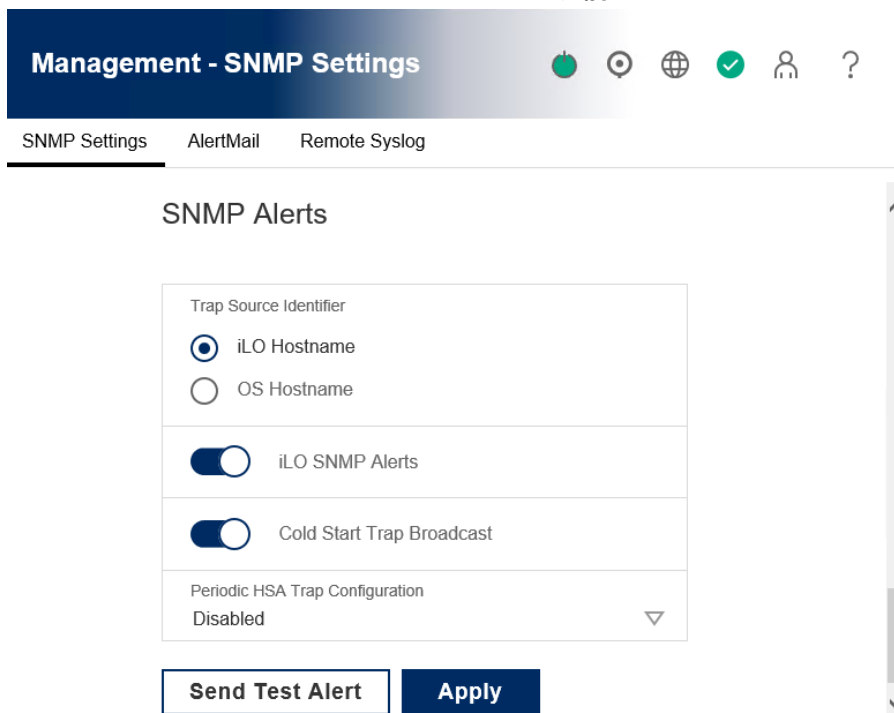 Management - SNMP Settings
?
SNMP Settings AlertMail Remote Syslog
SNMP Alerts
Trap Source Identifier
iLO Hostname
OS Hostname
iLO SNMP Alerts
Cold Start Trap Broadcast
Periodic HSA Trap Configuration
Disabled
Send Test Alert Apply